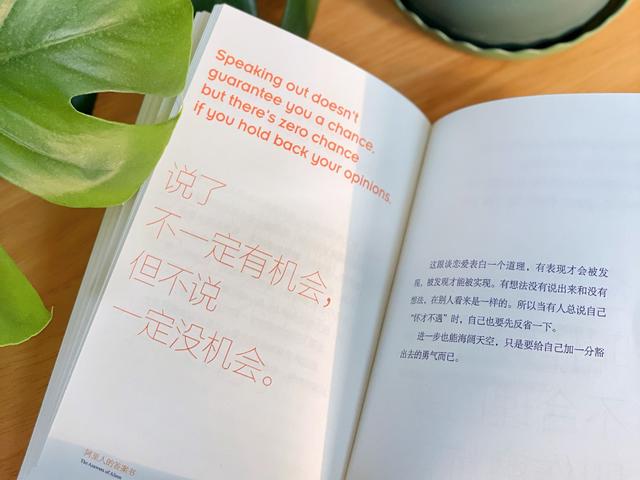 Speaking out doesn't
guarantee you a chance.
but there's zero chance
if you hold back your opinions.
说了
不一定有机会,
但不说
一定没机会。
阿里人的答案书
The Answers of Aliren
这跟谈恋爱表白一个道理，有表现才会被发
现，被发现才能被实现。有想法没有说出来和没有
想法，在别人看来是一样的。所以当有人总说自己
“怀才不遇”时，自己也要先反省一下。
进一步也能海阔天空，只是要给自己加一分豁
出去的勇气而已。